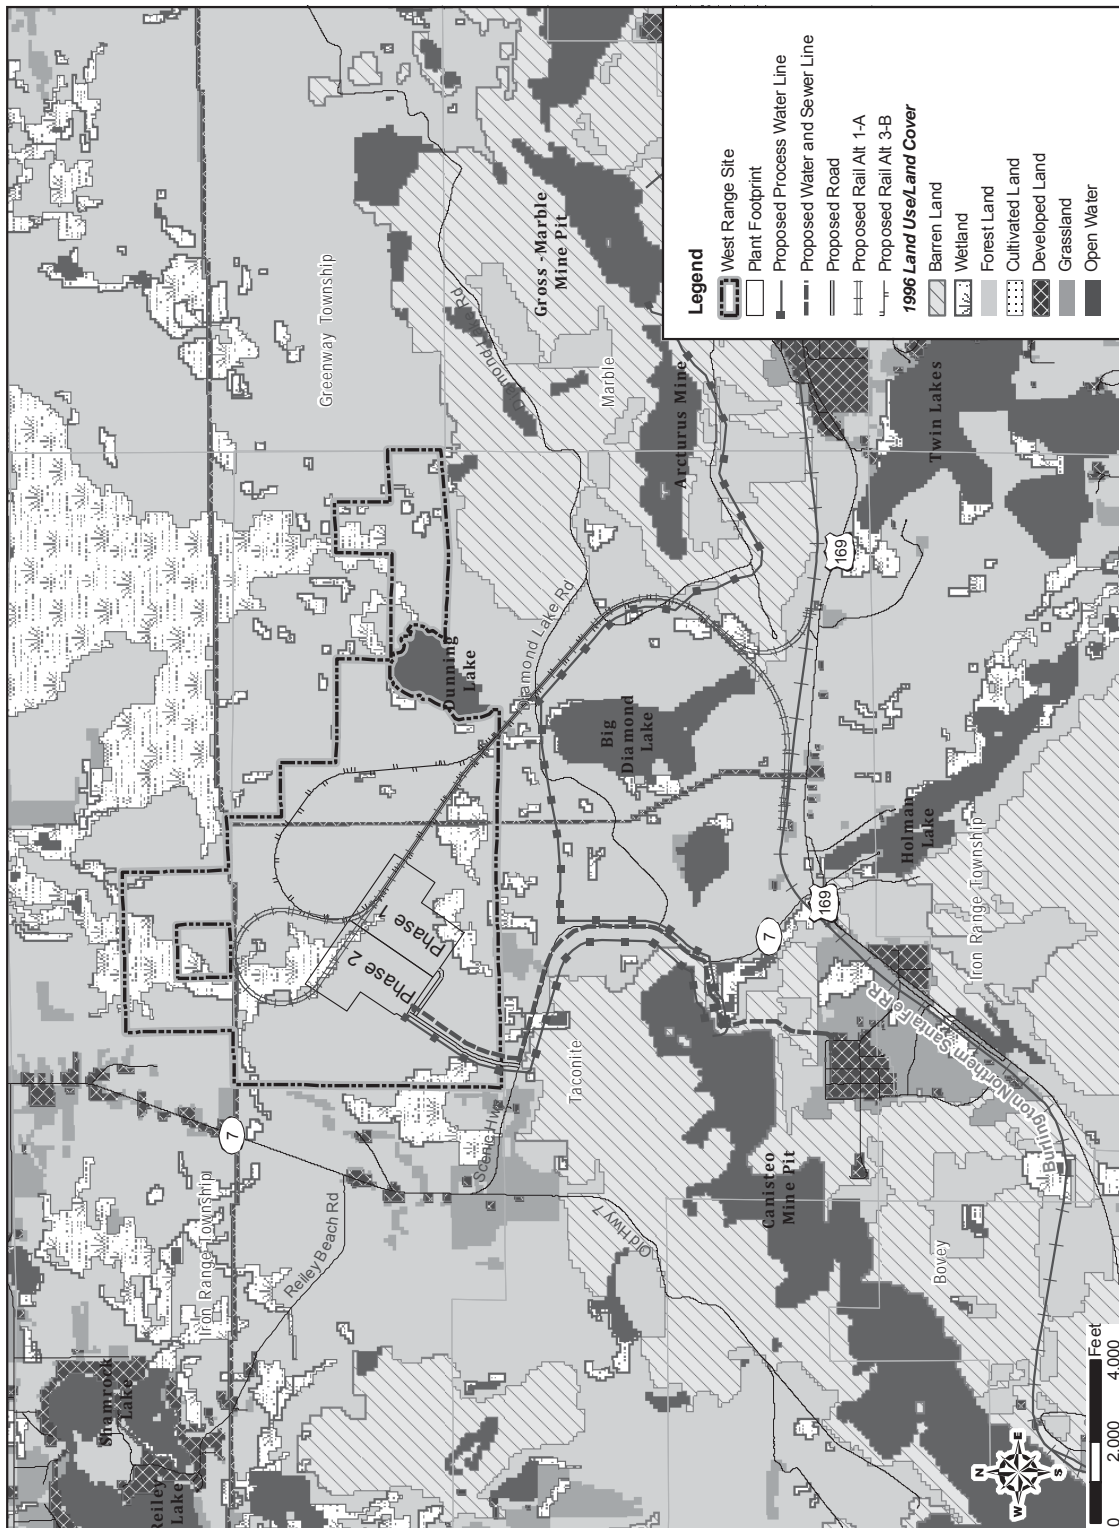 Shamrock
Lake
Reiley
Lake
Iron Range Township
7
Reiley Beach Rd
Scenic Hwy
Old Hwy 7
Taconite
Phase 2
Phase 1
Greenway Township
Dunning
Lake
Diamond Lake Rd
Diamond Lake Rd
Big
Diamond
Lake
Gross -Marble
Mine Pit
Marble
Arcturus Mine
Canisteo
Mine Pit
Bovey
7
169
169
Holman
Lake
Iron Range Township
Twin Lakes
Burlington Northern Santa Fe RR
N
W
E
S
0
2,000
4,000
Feet
Legend
West Range Site
Plant Footprint
Proposed Process Water Line
Proposed Water and Sewer Line
Proposed Road
Proposed Rail Alt 1-A
Proposed Rail Alt 3-B
1996 Land Use/Land Cover
Barren Land
Wetland
Forest Land
Cultivated Land
Developed Land
Grassland
Open Water